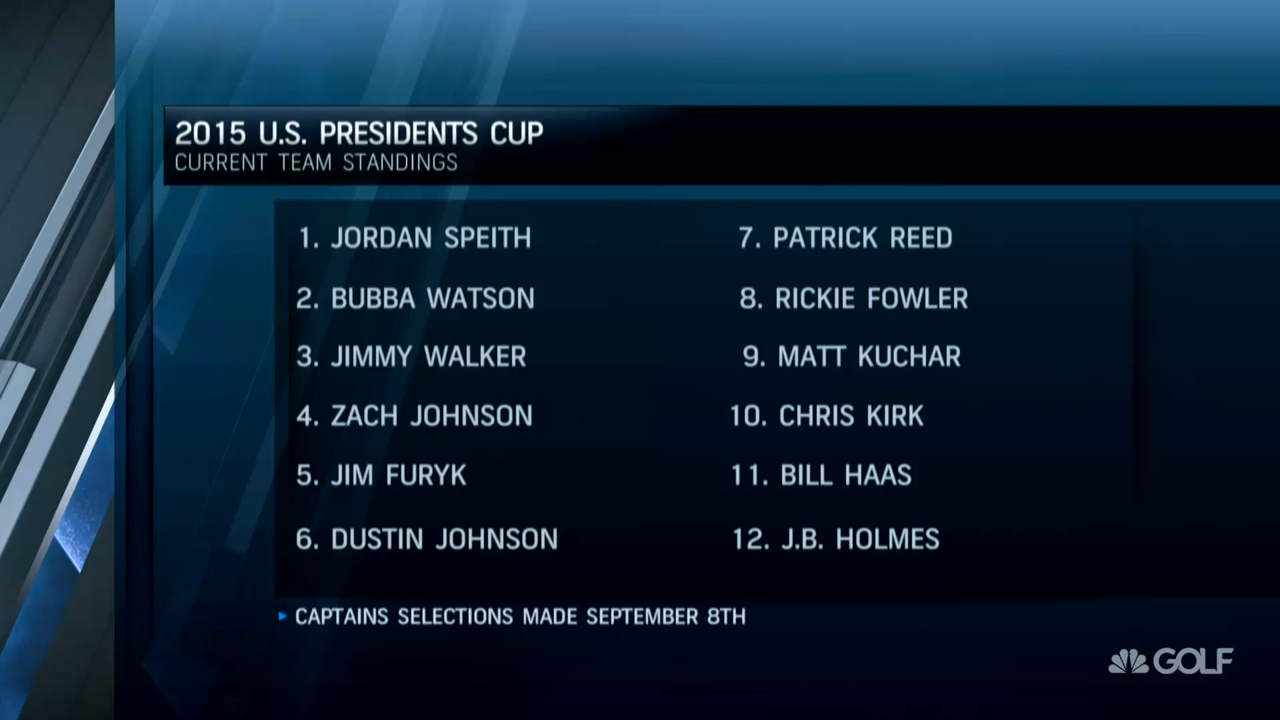 2015 U.S. PRESIDENTS CUP
CURRENT TEAM STANDINGS
1. JORDAN SPEITH
2. BUBBA WATSON
3. JIMMY WALKER
4. ZACH JOHNSON
5. JIM FURYK
6. DUSTIN JOHNSON
7. PATRICK REED
8. RICKIE FOWLER
9. MATT KUCHAR
10. CHRIS KIRK
11. BILL HAAS
12. J.B. HOLMES
CAPTAINS SELECTIONS MADE SEPTEMBER 8TH
GOLF